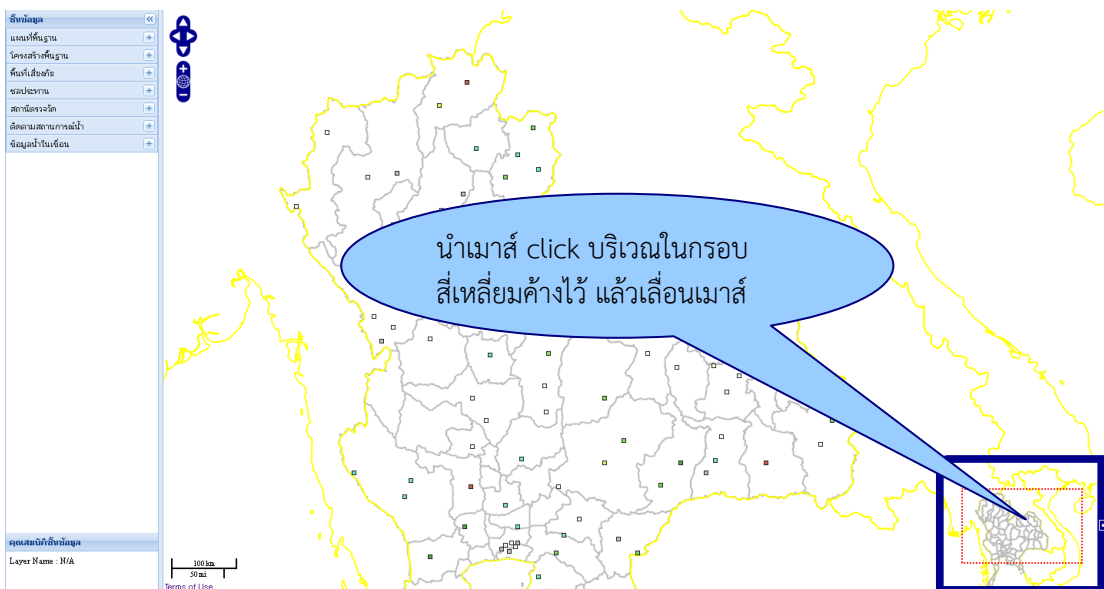 ชั้นข้อมูล
แผนที่พื้นฐาน
โครงสร้างพื้นฐาน
พื้นที่เสี่ยงภัย
ชลประทาน
สถานีตรวจวัด
ติดตามสถานการณ์น้ำ
ข้อมูลน้ำในเขื่อน
นำเมาส์ click บริเวณในกรอบ
สี่เหลี่ยมค้างไว้ แล้วเลื่อนเมาส์
คุณสมบัติชั้นข้อมูล
Layer Name : N/A
100 km
50 mi
Terms of Use